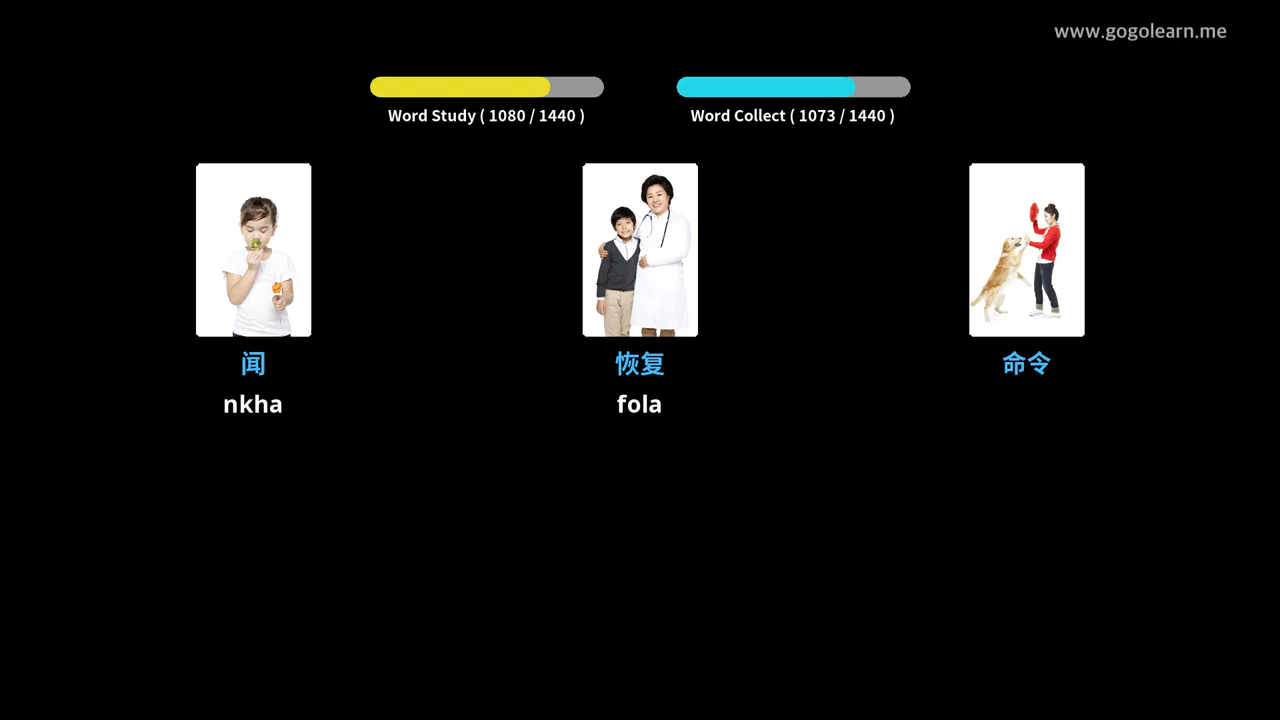 www.gogolearn.me
Word Study ( 1080 / 1440 )
Word Collect ( 1073 / 1440 )
闻
恢复
命令
nkha
fola